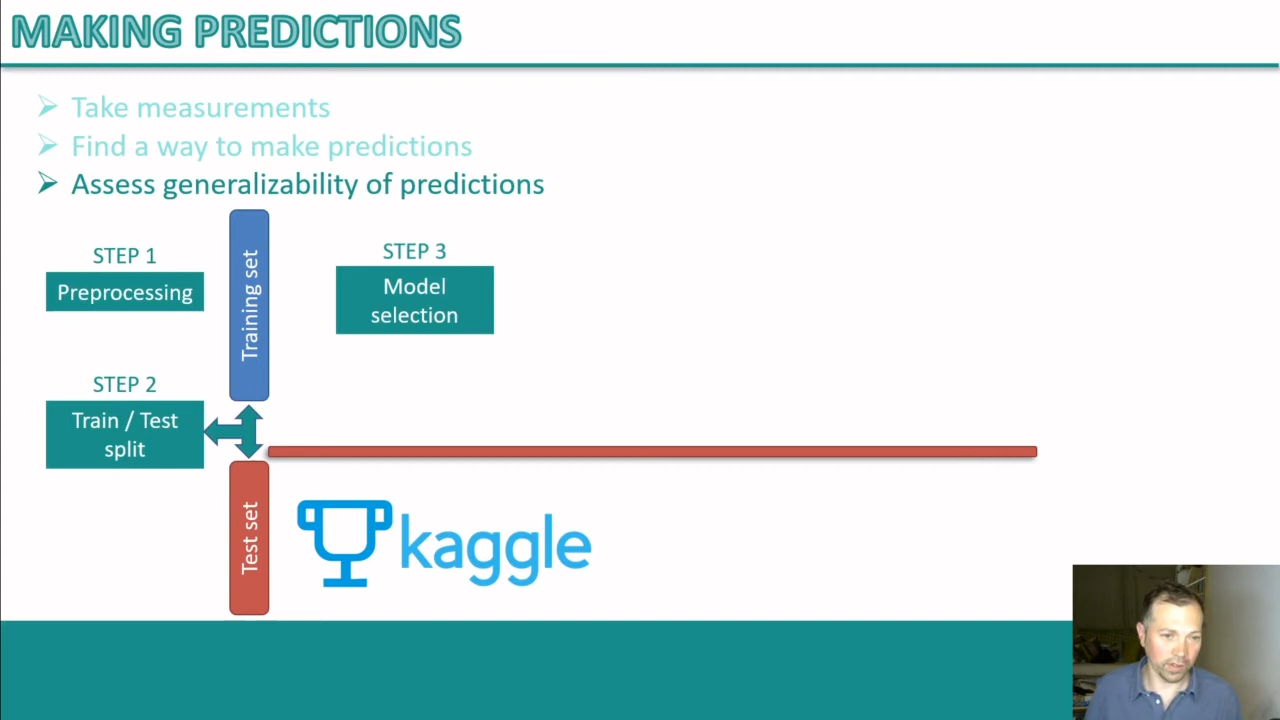 MAKING PREDICTIONS
Take measurements
Find a way to make predictions
Assess generalizability of predictions
STEP 1
Preprocessing
STEP 2
Train / Test
split
Training set
Test set
STEP 3
Model
selection
kaggle